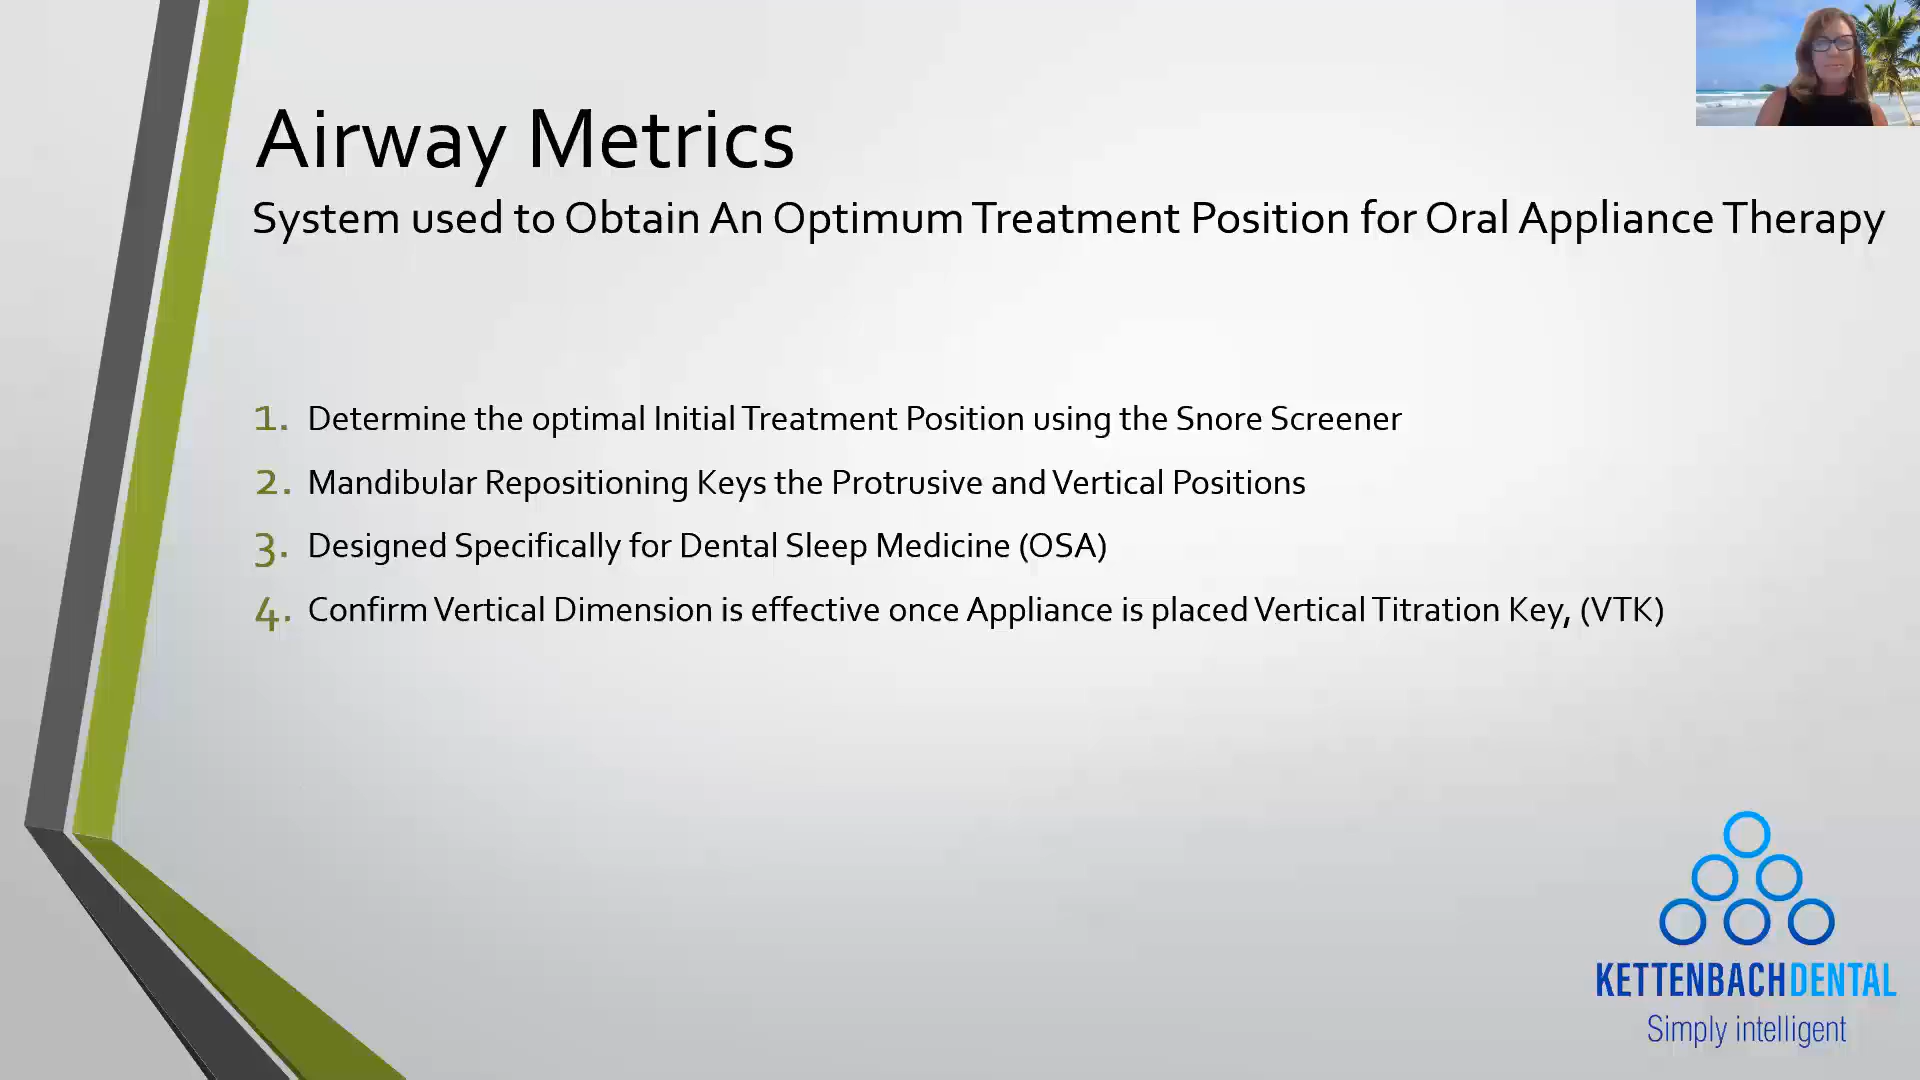 Airway Metrics
System used to Obtain An Optimum Treatment Position for Oral Appliance Therapy
1. Determine the optimal Initial Treatment Position using the Snore Screener
2. Mandibular Repositioning Keys the Protrusive and Vertical Positions
3. Designed Specifically for Dental Sleep Medicine (OSA)
4. Confirm Vertical Dimension is effective once Appliance is placed Vertical Titration Key, (VTK)
KETTENBACHDENTAL
Simply intelligent